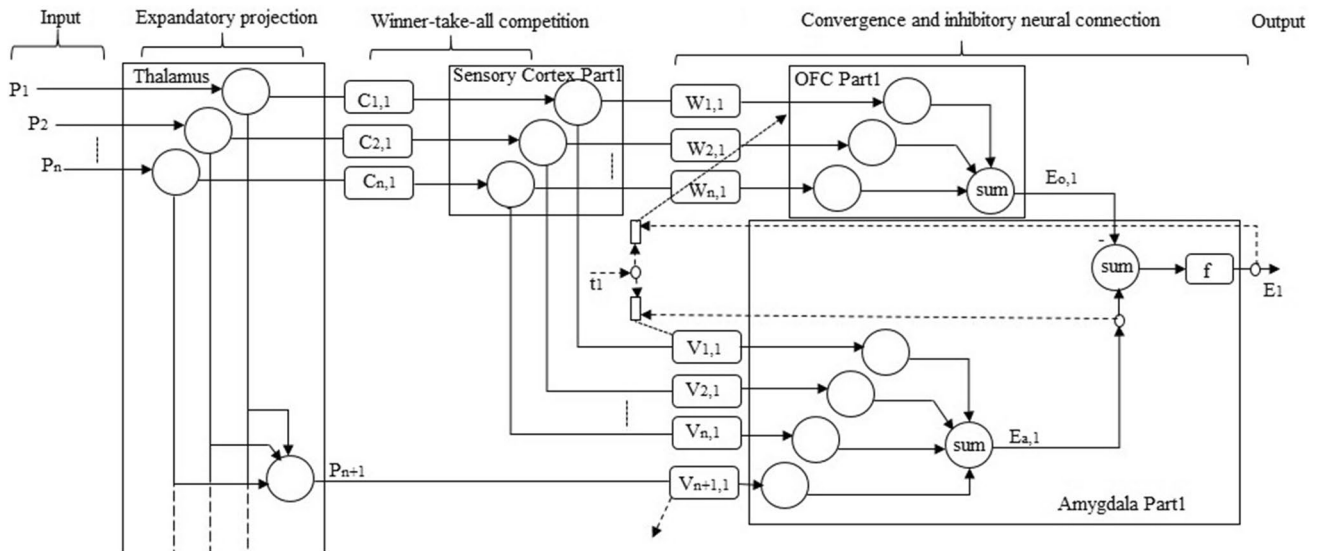 Input
Expandatory projection
Winner-take-all competition
Convergence and inhibitory neural connection
Output
Thalamus
Sensory Cortex Part1
OFC Part1
P1
P2
Pn
C1,1
C2,1
Cn,1
W1,1
W2,1
Wn,1
sum
Eo,1
-
sum
f
E1
t1
V1,1
V2,1
Vn,1
Vn+1,1
Pn+1
sum
Ea,1
Amygdala Part1